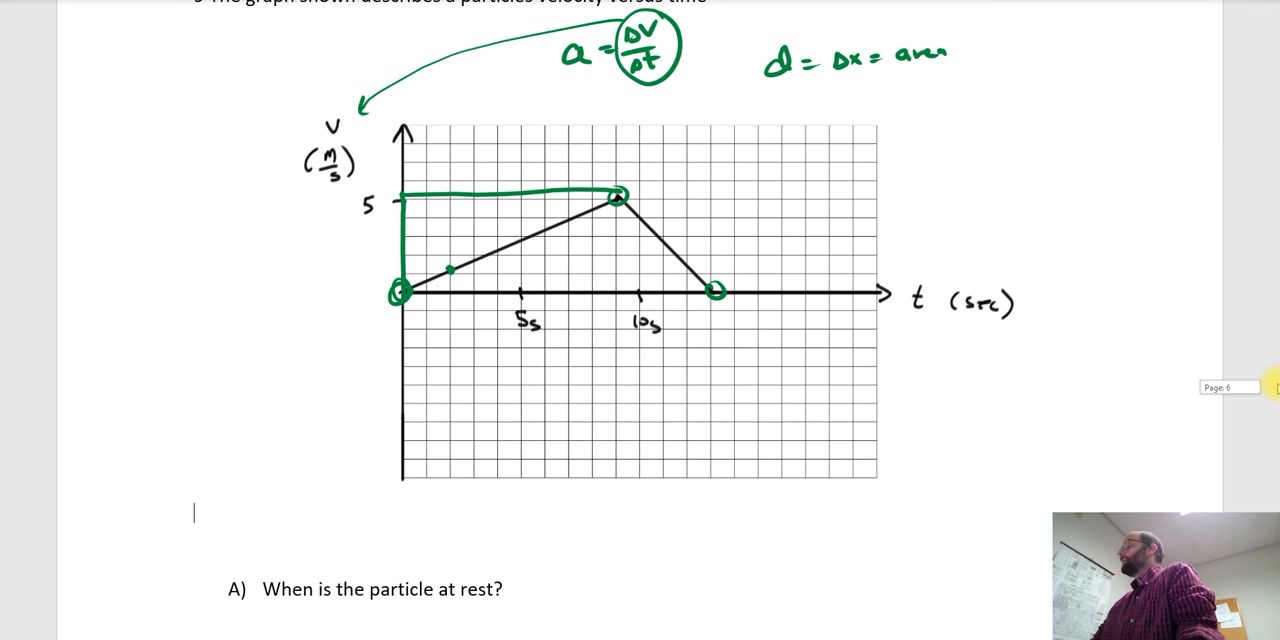 3 The graph shown describes a particles velocity versus time
a = ΔV/Δt
d = Δx = area
V
(m/s)
5
5s
10s
t (sec)
Page: 6
A) When is the particle at rest?